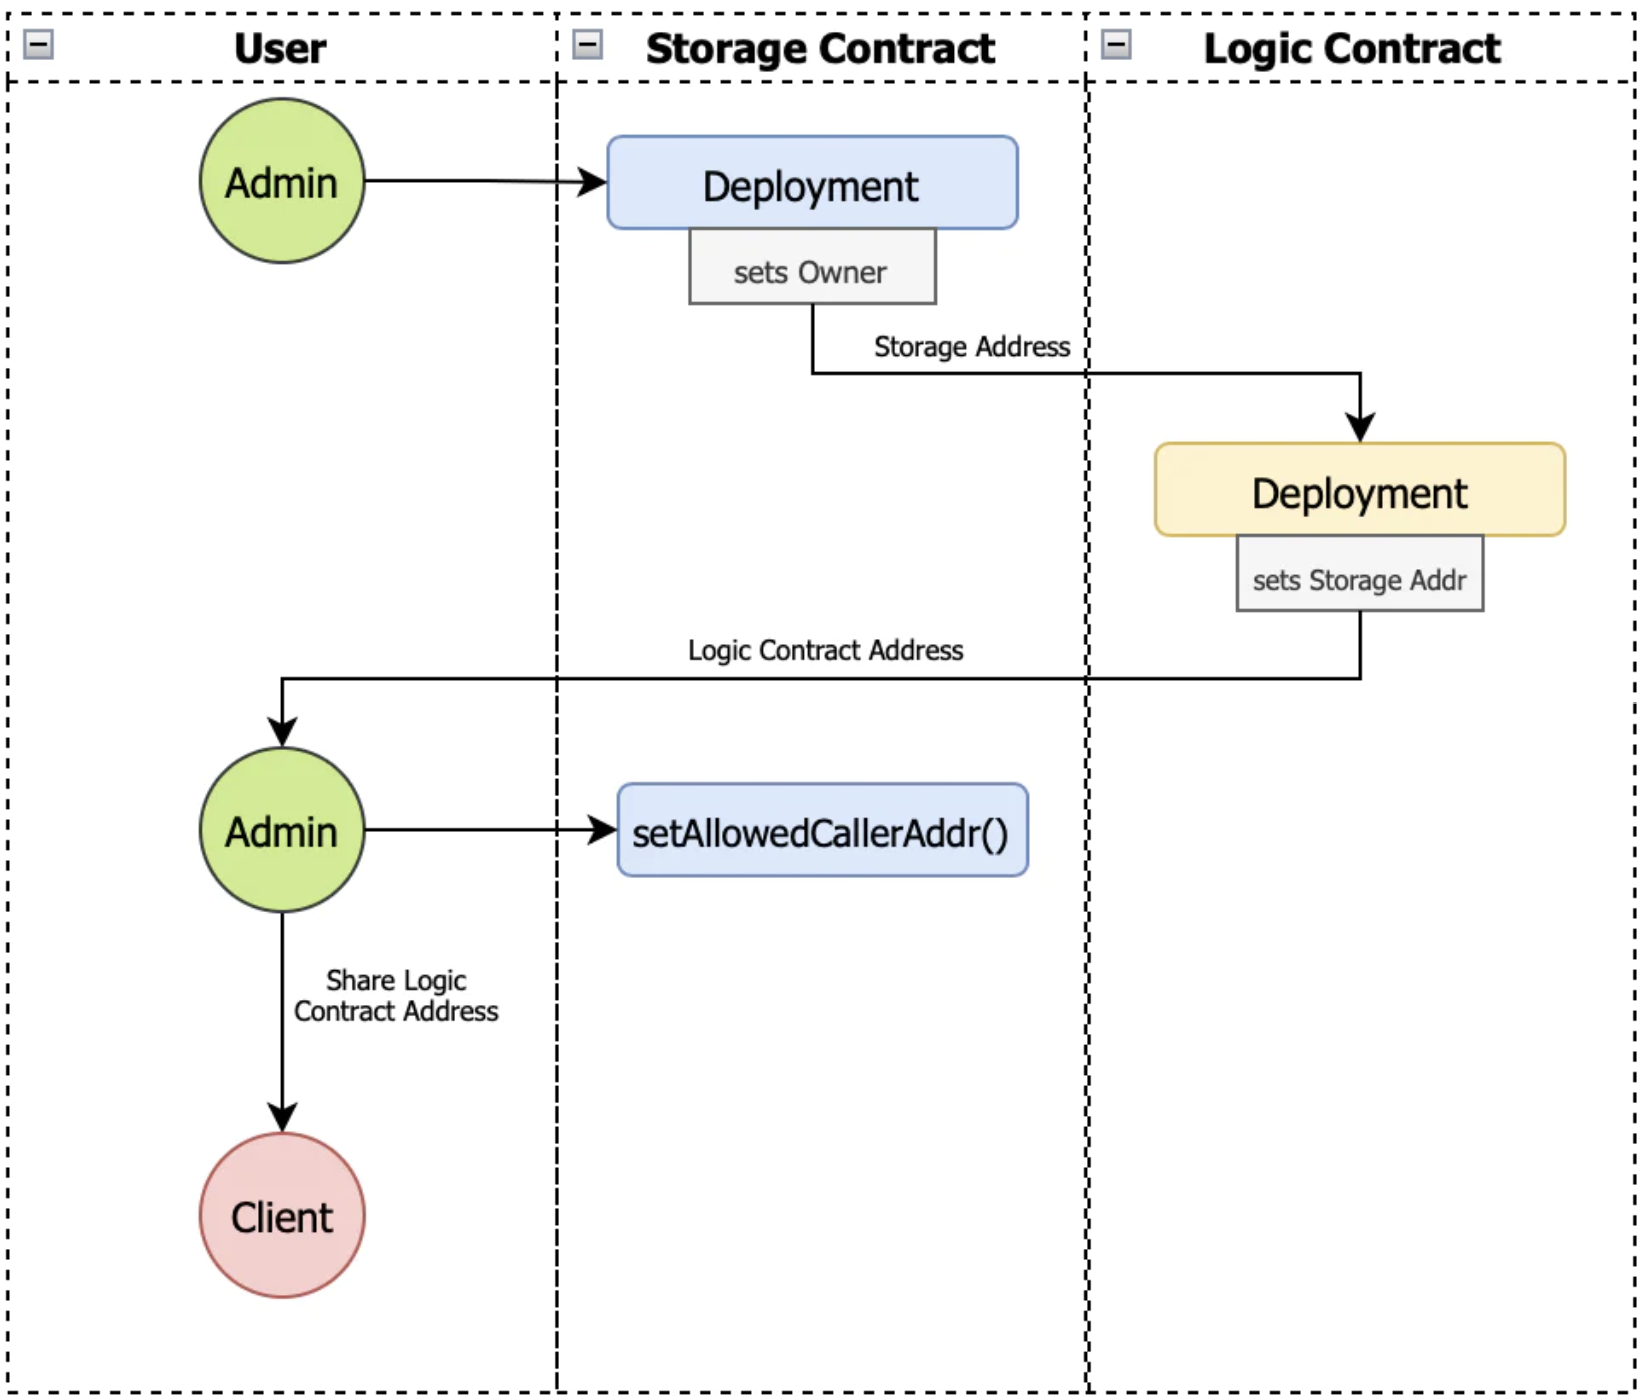 User
Storage Contract
Logic Contract
Admin
Deployment
sets Owner
Storage Address
Deployment
sets Storage Addr
Logic Contract Address
Admin
setAllowedCallerAddr()
Share Logic
Contract Address
Client